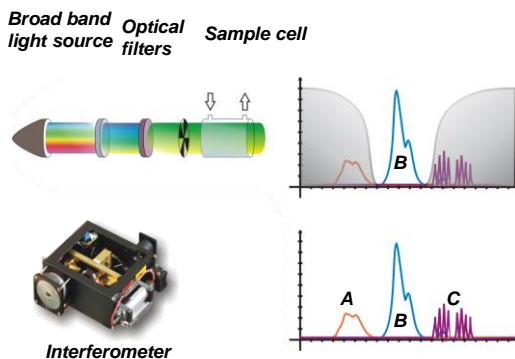 Broad band
light source
Optical
filters
Sample cell
B
A
B
C
Interferometer